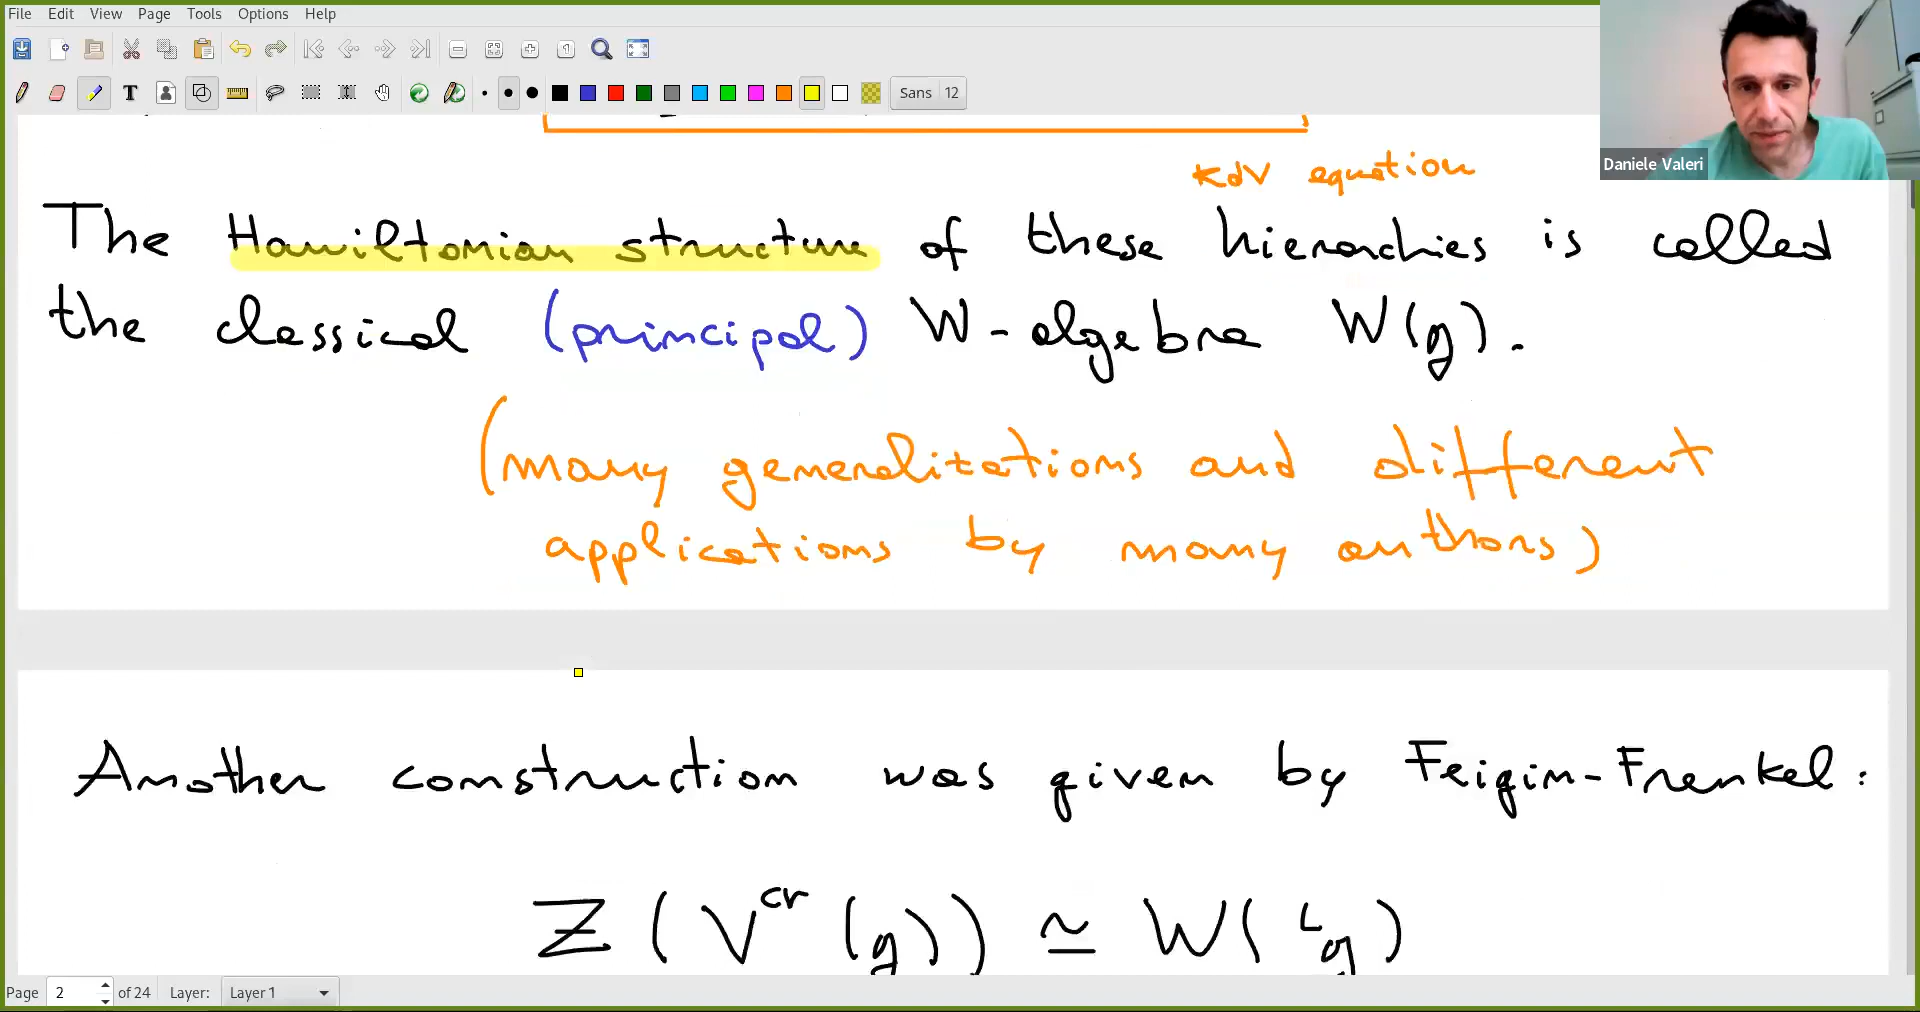 File Edit View Page Tools Options Help
Sans 12
Daniele Valeri
KdV equation
The Hamiltonian structure of these hierarchies is called
the classical (principal) W-algebra W(g).
(many generalizations and different
applications by many authors)
Another construction was given by Feigin-Frenkel:
Z(V^cr(g)) ≃ W(^Lg)
Page 2 of 24 Layer: Layer 1